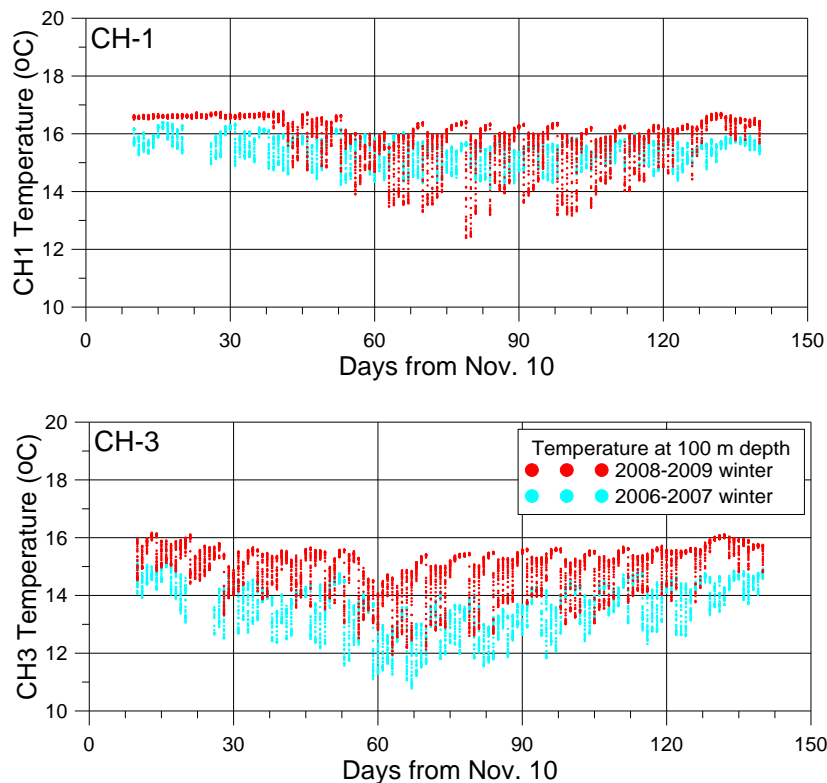 20
CH-1
18
16
14
12
10
CH1 Temperature (oC)
0 30 60 90 120 150
Days from Nov. 10
20
CH-3
Temperature at 100 m depth
2008-2009 winter
2006-2007 winter
18
16
14
12
10
CH3 Temperature (oC)
0 30 60 90 120 150
Days from Nov. 10